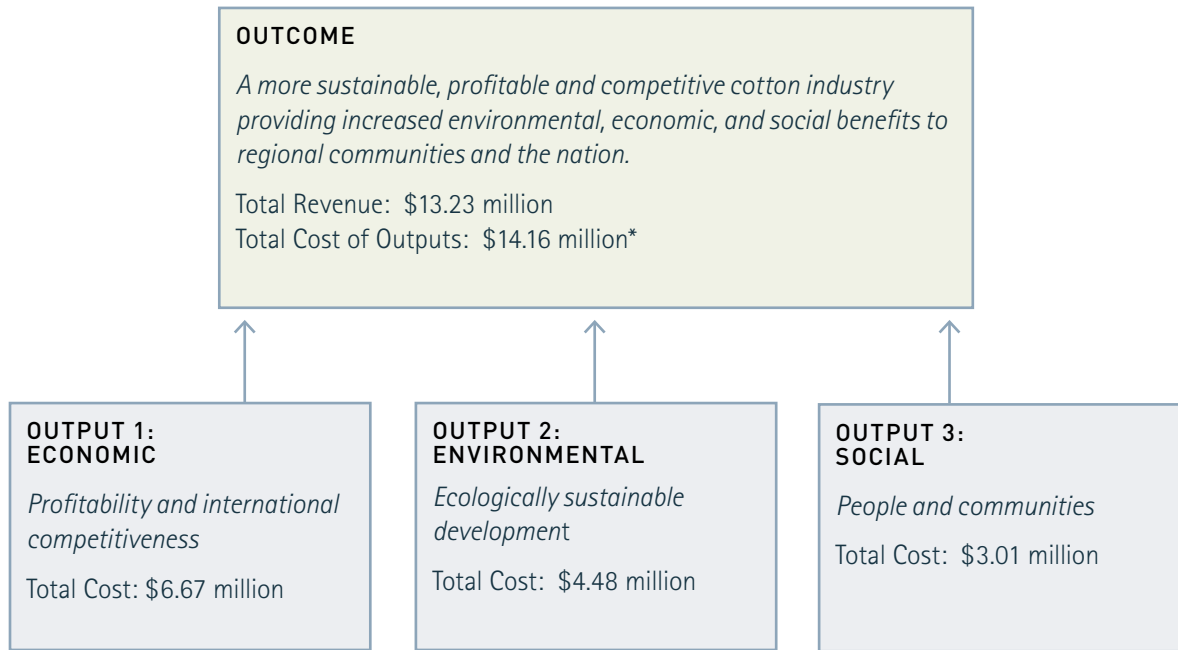 OUTCOME
A more sustainable, profitable and competitive cotton industry
providing increased environmental, economic, and social benefits to
regional communities and the nation.
Total Revenue: $13.23 million
Total Cost of Outputs: $14.16 million*
OUTPUT 1:
ECONOMIC
Profitability and international
competitiveness
Total Cost: $6.67 million
OUTPUT 2:
ENVIRONMENTAL
Ecologically sustainable
development
Total Cost: $4.48 million
OUTPUT 3:
SOCIAL
People and communities
Total Cost: $3.01 million